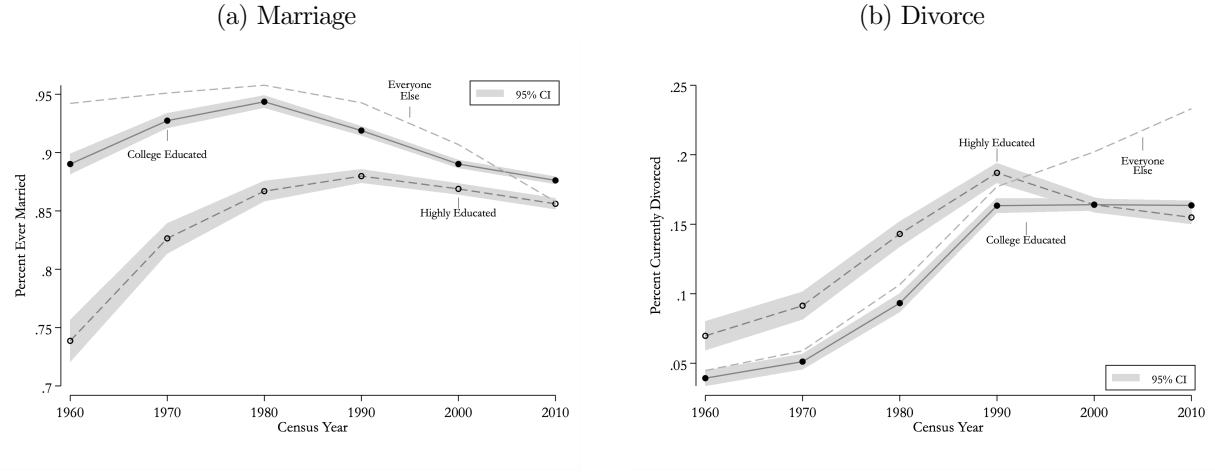 (a) Marriage
Percent Ever Married
.95
.9
.85
.8
.75
.7
Everyone
Else
95% CI
College Educated
Highly Educated
1960 1970 1980 1990 2000 2010
Census Year
(b) Divorce
Percent Currently Divorced
.25
.2
.15
.1
.05
Highly Educated
Everyone
Else
College Educated
95% CI
1960 1970 1980 1990 2000 2010
Census Year